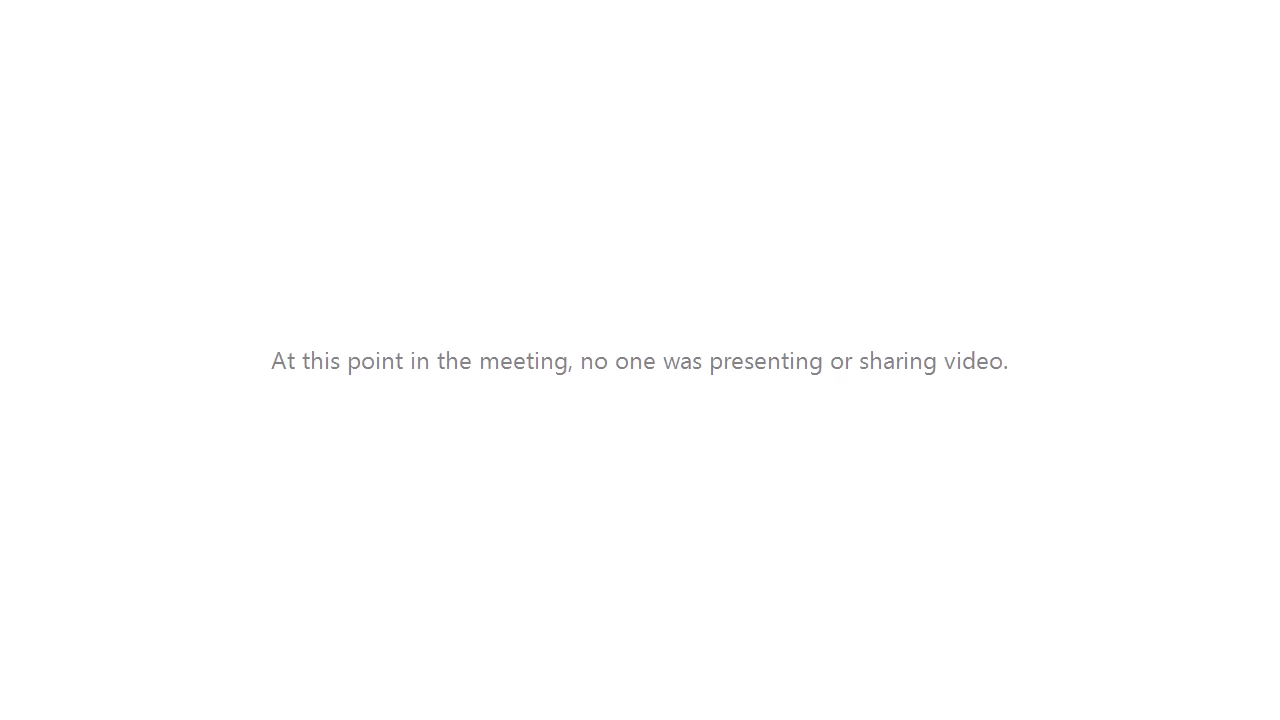 At this point in the meeting, no one was presenting or sharing video.